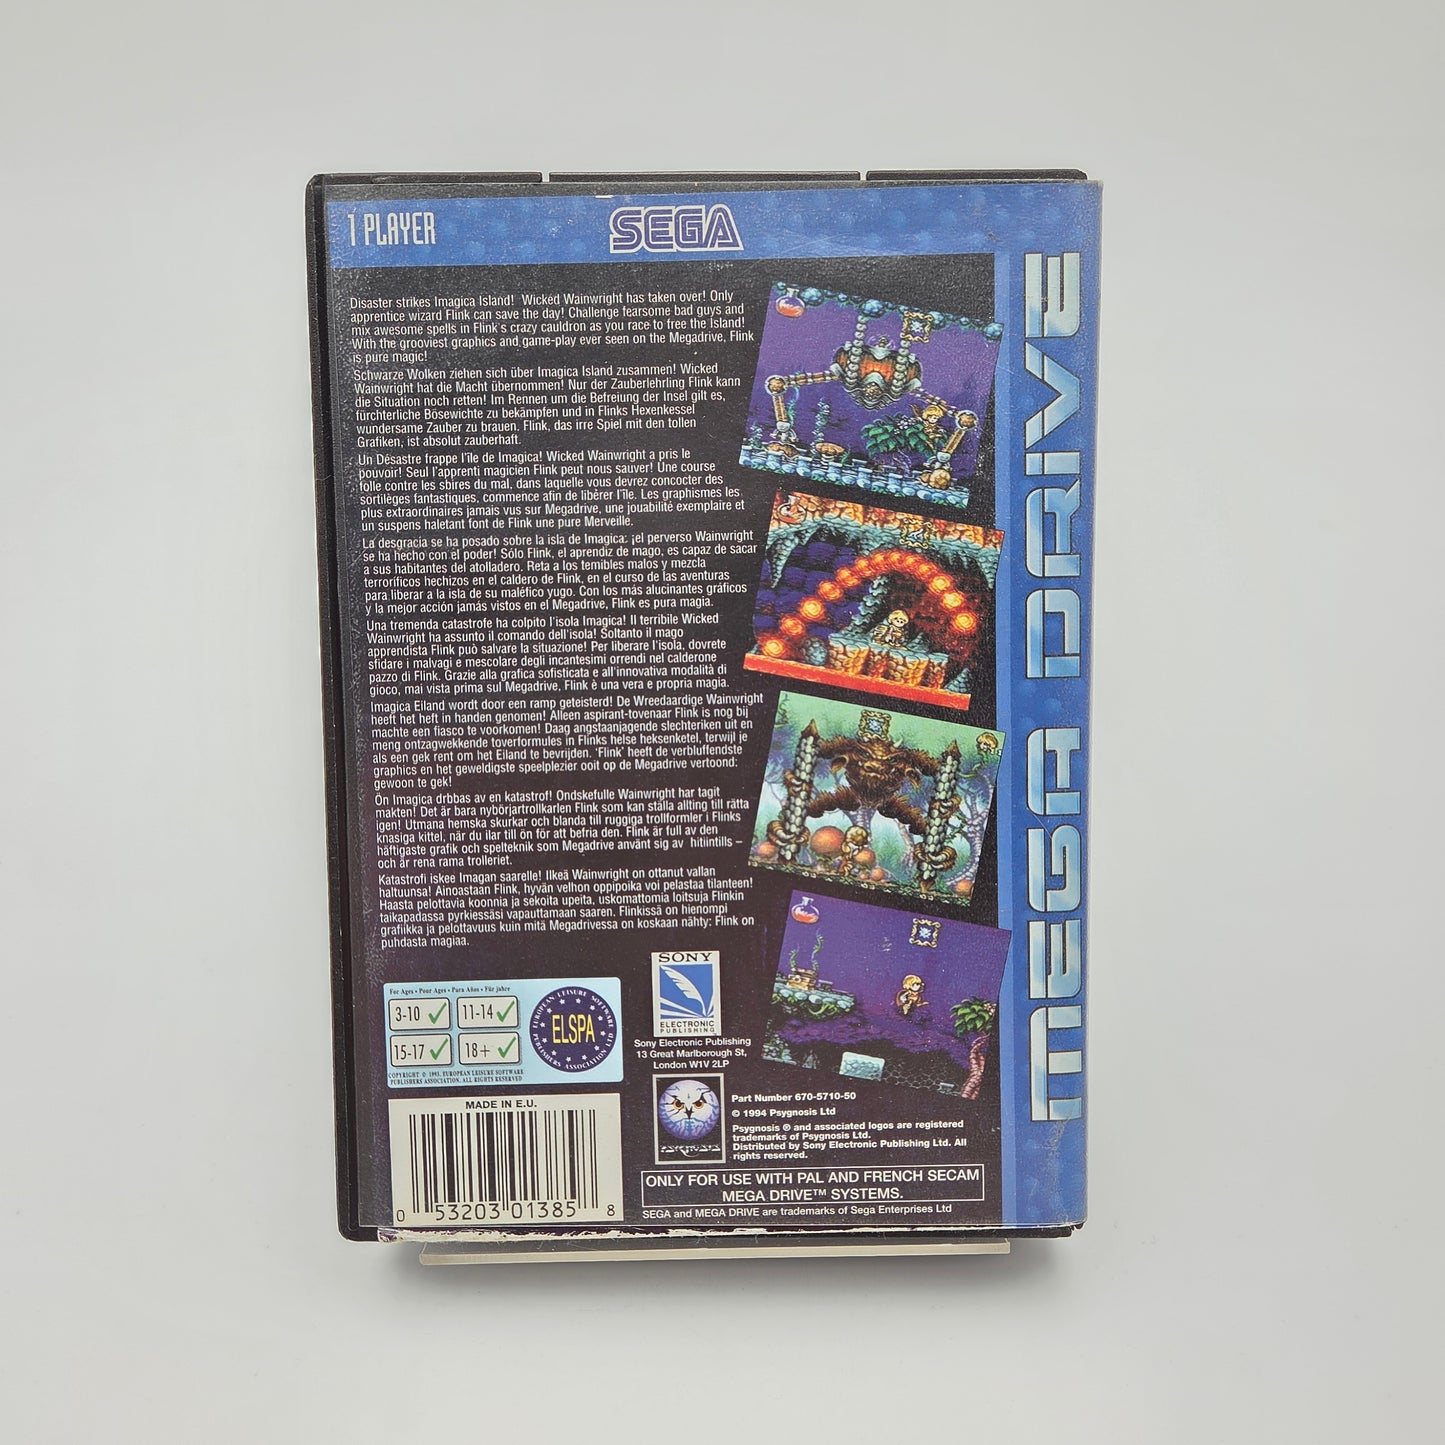 1 PLAYER
SEGA
MEGA DRIVE
Disaster strikes Imagica Island! Wicked Wainwright has taken over! Only
apprentice wizard Flink can save the day! Challenge fearsome bad guys and
mix awesome spells in Flink's crazy cauldron as you race to free the Island!
With the grooviest graphics and game-play ever seen on the Megadrive, Flink
is pure magic!
Schwarze Wolken ziehen sich über Imagica Island zusammen! Wicked
Wainwright hat die Macht übernommen! Nur der Zauberlehrling Flink kann
die Situation noch retten! Im Rennen um die Befreiung der Insel gilt es,
fürchterliche Bösewichte zu bekämpfen und in Flinks Hexenkessel
wundersame Zauber zu brauen. Flink, das irre Spiel mit den tollen
Grafiken, ist absolut zauberhaft.
Un Désastre frappe l'île de Imagica! Wicked Wainwright a pris le
pouvoir! Seul l'apprenti magicien Flink peut nous sauver! Une course
folle contre les sbires du mal, dans laquelle vous devrez concocter des
sortilèges fantastiques, commence afin de libérer l'île. Les graphismes les
plus extraordinaires jamais vus sur Megadrive, une jouabilité exemplaire et
un suspens haletant font de Flink une pure Merveille.
La desgracia se ha posado sobre la isla de Imagica: ¡el perverso Wainwright
se ha hecho con el poder! Sólo Flink, el aprendiz de mago, es capaz de sacar
a sus habitantes del atolladero. Reta a los temibles malos y mezcla
terroríficos hechizos en el caldero de Flink, en el curso de las aventuras
para liberar a la isla de su maléfico yugo. Con los más alucinantes gráficos
y la mejor acción jamás vistos en el Megadrive, Flink es pura magia.
Una tremenda catastrofe ha colpito l'isola Imagica! Il terribile Wicked
Wainwright ha assunto il comando dell'isola! Soltanto il mago
apprendista Flink può salvare la situazione! Per liberare l'isola, dovrete
sfidare i malvagi e mescolare degli incantesimi orrendi nel calderone
pazzo di Flink. Grazie alla grafica sofisticata e all'innovativa modalità di
gioco, mai vista prima sul Megadrive, Flink è una vera e propria magia.
Imagica Eiland wordt door een ramp geteisterd! De Wreedaardige Wainwright
heeft het heft in handen genomen! Alleen aspirant-tovenaar Flink is nog bij
machte een fiasco te voorkomen! Daag angstaanjagende slechteriken uit en
meng ontzagwekkende toverformules in Flinks helse heksenketel, terwijl je
als een gek rent om het Eiland te bevrijden. 'Flink' heeft de verbluffendste
graphics en het geweldigste speelplezier ooit op de Megadrive vertoond:
gewoon te gek!
Ön Imagica drbbas av en katastrof! Ondskefulle Wainwright har tagit
makten! Det är bara nybörjartrollkarlen Flink som kan ställa allting till rätta
igen! Utmana hemska skurkar och blanda till ruggiga trollformler i Flinks
knasiga kittel, när du ilar till ön för att befria den. Flink är full av den
häftigaste grafik och spelteknik som Megadrive använt sig av hitiintills –
och är rena rama trolleriet.
Katastrofi iskee Imagan saarelle! Ilkeä Wainwright on ottanut vallan
haltuunsa! Ainoastaan Flink, hyvän velhon oppipoika voi pelastaa tilanteen!
Haasta pelottavia koonnia ja sekoita upeita, uskomattomia loitsuja Flinkin
taikapadassa pyrkiessäsi vapauttamaan saaren. Flinkissä on hienompi
grafiikka ja pelottavuus kuin mitä Megadrivessa on koskaan nähty: Flink on
puhdasta magiaa.
For Ages • Pour Ages • Para Años • Für jahre
3-10 11-14
15-17 18+
COPYRIGHT © 1993. EUROPEAN LEISURE SOFTWARE
PUBLISHERS ASSOCIATION. ALL RIGHTS RESERVED
EUROPEAN LEISURE SOFTWARE PUBLISHERS ASSOCIATION LTD
ELSPA
SONY
ELECTRONIC
PUBLISHING
Sony Electronic Publishing
13 Great Marlborough St,
London W1V 2LP
PSYGNOSIS
Part Number 670-5710-50
© 1994 Psygnosis Ltd
Psygnosis ® and associated logos are registered
trademarks of Psygnosis Ltd.
Distributed by Sony Electronic Publishing Ltd. All
rights reserved.
MADE IN E.U.
0 53203 01385 8
ONLY FOR USE WITH PAL AND FRENCH SECAM
MEGA DRIVE™ SYSTEMS.
SEGA and MEGA DRIVE are trademarks of Sega Enterprises Ltd